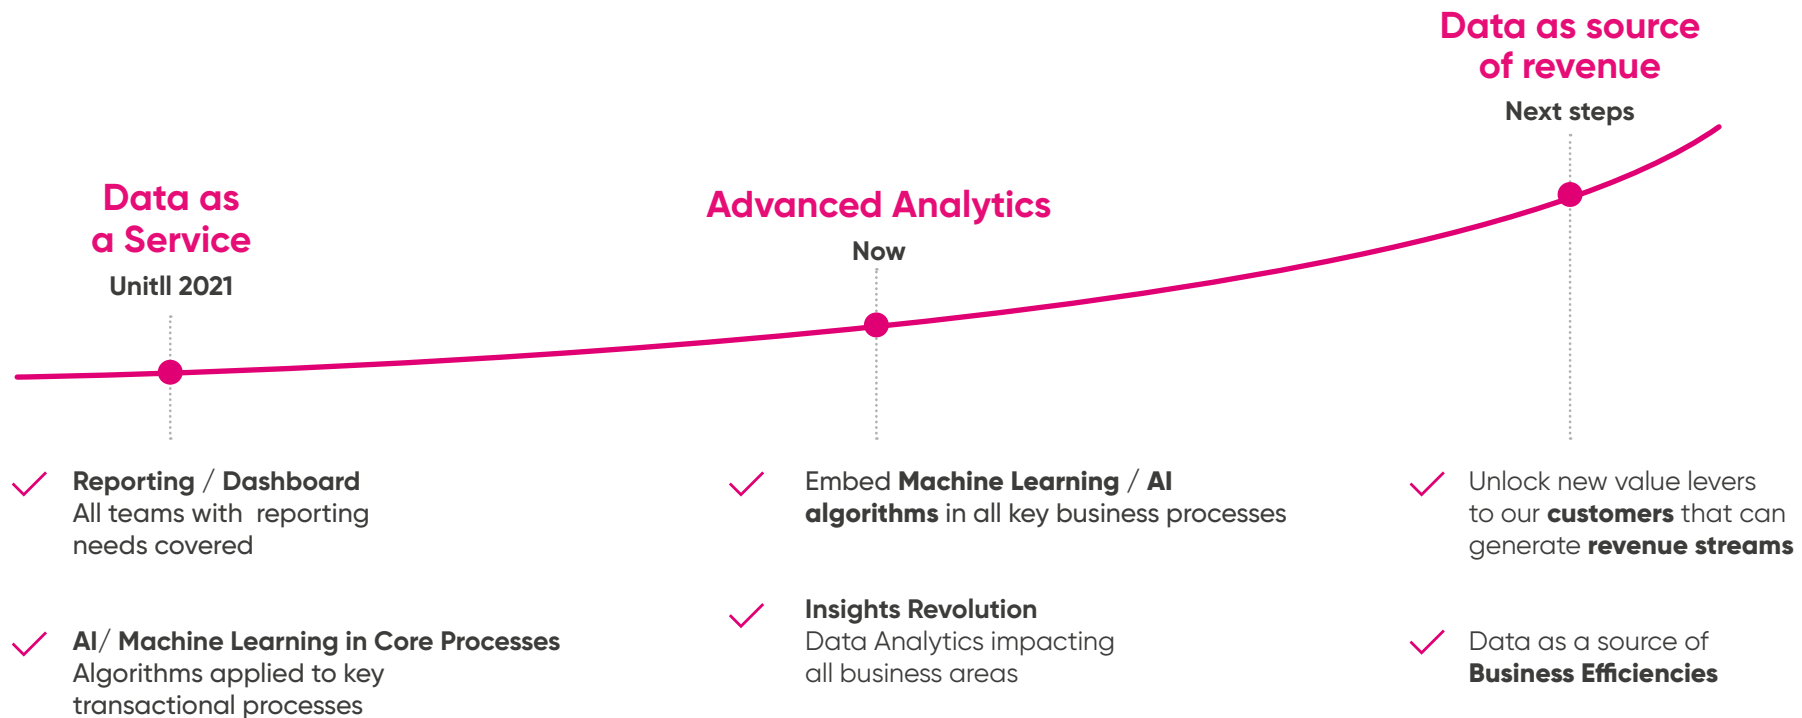 Data as
a Service
Unitll 2021
Reporting / Dashboard
All teams with  reporting
needs covered
AI/ Machine Learning in Core Processes
Algorithms applied to key
transactional processes
Advanced Analytics
Now
Embed Machine Learning / AI
algorithms in all key business processes
Insights Revolution
Data Analytics impacting
all business areas
Data as source
of revenue
Next steps
Unlock new value levers
to our customers that can
generate revenue streams
Data as a source of
Business Efficiencies